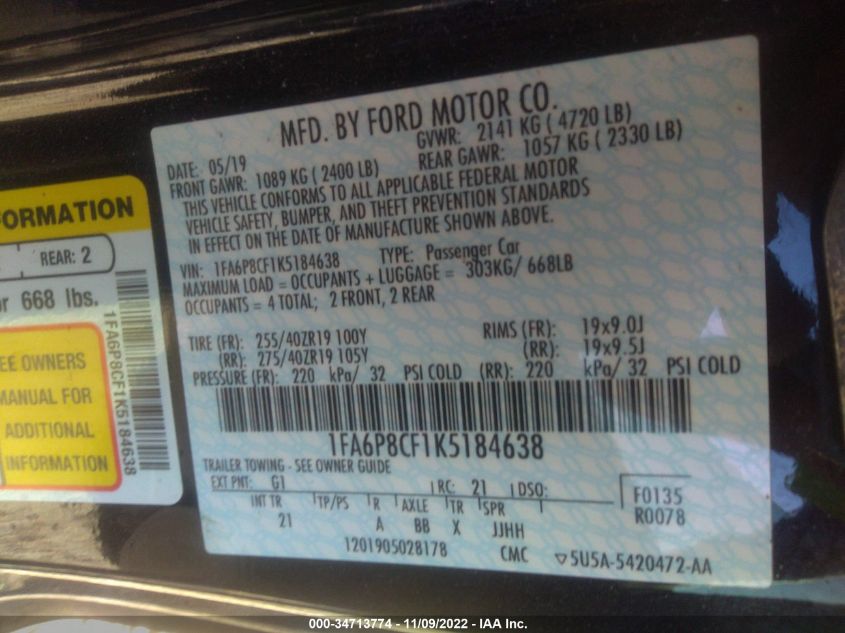 MFD. BY FORD MOTOR CO.
DATE: 05/19 GVWR: 2141 KG ( 4720 LB)
FRONT GAWR: 1089 KG ( 2400 LB) REAR GAWR: 1057 KG ( 2330 LB)
THIS VEHICLE CONFORMS TO ALL APPLICABLE FEDERAL MOTOR
VEHICLE SAFETY, BUMPER, AND THEFT PREVENTION STANDARDS
IN EFFECT ON THE DATE OF MANUFACTURE SHOWN ABOVE.
VIN: 1FA6P8CF1K5184638 TYPE: Passenger Car
MAXIMUM LOAD = OCCUPANTS + LUGGAGE = 303KG/ 668LB
OCCUPANTS = 4 TOTAL; 2 FRONT, 2 REAR
TIRE (FR): 255/40ZR19 100Y RIMS (FR): 19x9.0J
(RR): 275/40ZR19 105Y (RR): 19x9.5J
PRESSURE (FR): 220 kPa/ 32 PSI COLD (RR): 220 kPa/ 32 PSI COLD
1FA6P8CF1K5184638
TRAILER TOWING - SEE OWNER GUIDE
EXT PNT: G1 RC: 21 DSO: F0135
R0078
INT TR TP/PS R AXLE TR SPR
21 A BB X JJHH
1201905028178 CMC 5U5A-5420472-AA
FORMATION
REAR: 2
or 668 lbs.
EE OWNERS
MANUAL FOR
ADDITIONAL
INFORMATION
1FA6P8CF1K5184638
000-34713774 - 11/09/2022 - IAA Inc.